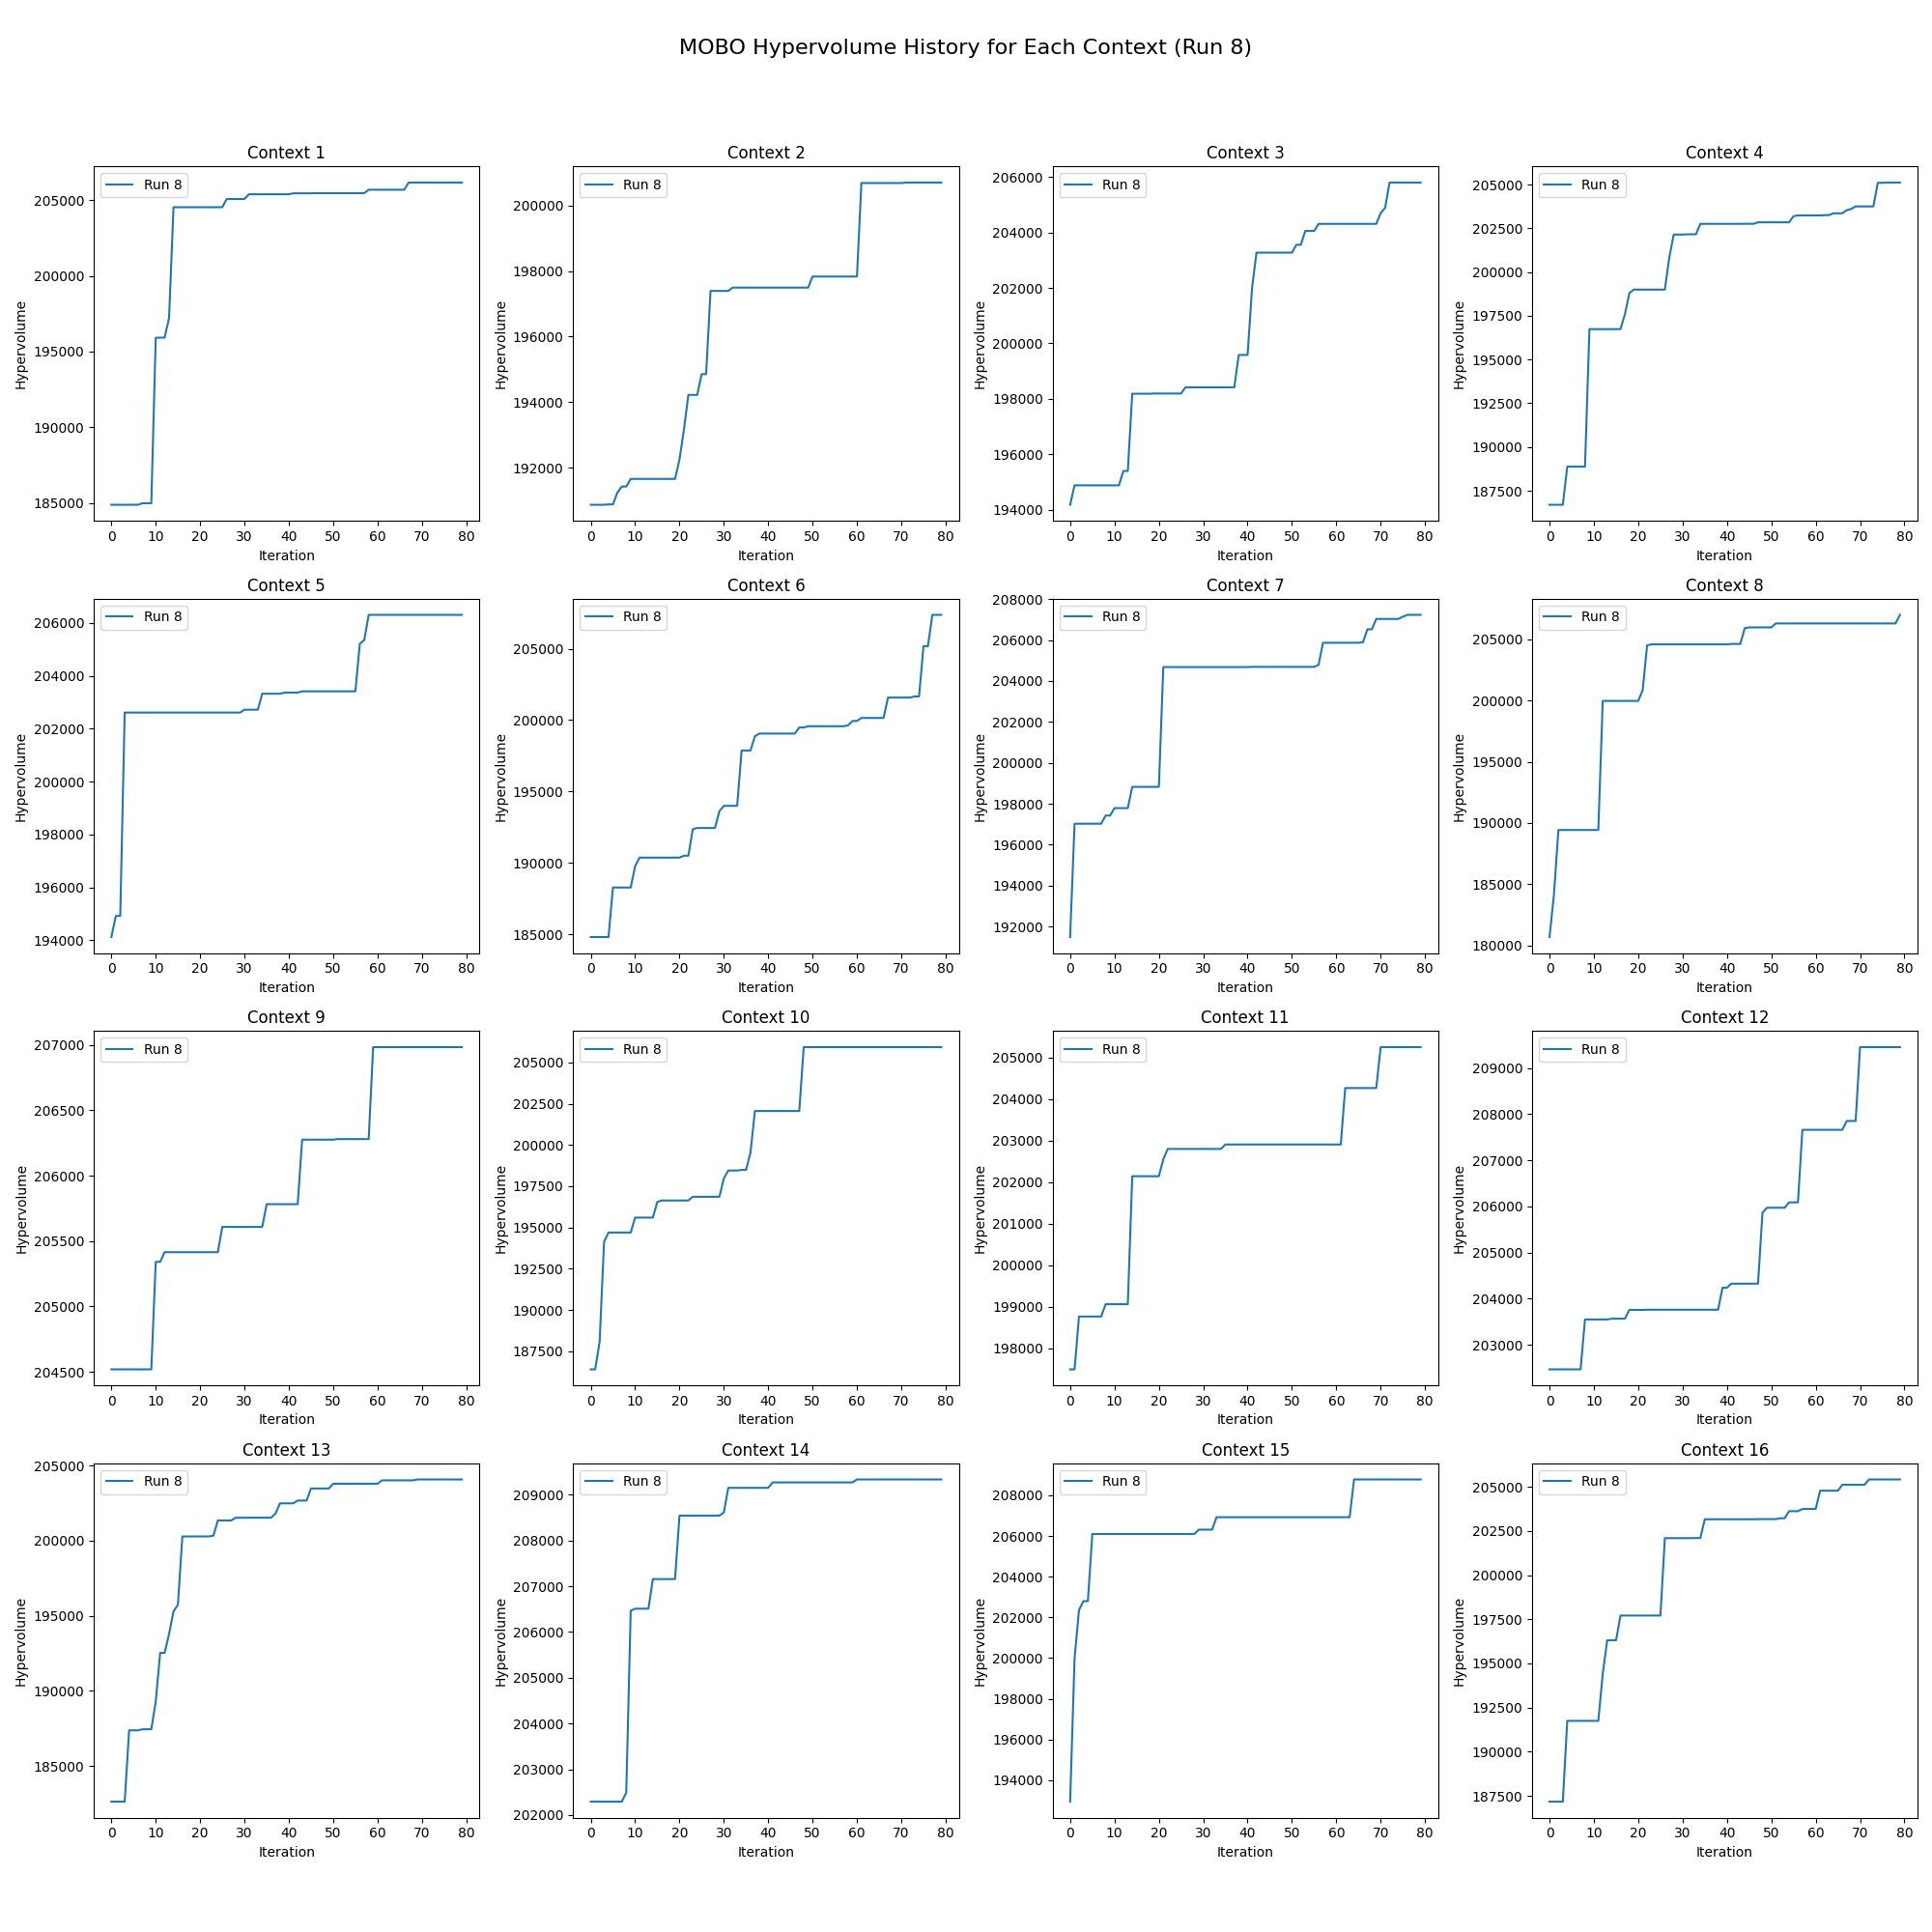 MOBO Hypervolume History for Each Context (Run 8)
Context 1
Run 8
205000
200000
195000
190000
185000
Hypervolume
0 10 20 30 40 50 60 70 80
Iteration
Context 2
Run 8
200000
198000
196000
194000
192000
Hypervolume
0 10 20 30 40 50 60 70 80
Iteration
Context 3
Run 8
206000
204000
202000
200000
198000
196000
194000
Hypervolume
0 10 20 30 40 50 60 70 80
Iteration
Context 4
Run 8
205000
202500
200000
197500
195000
192500
190000
187500
Hypervolume
0 10 20 30 40 50 60 70 80
Iteration
Context 5
Run 8
206000
204000
202000
200000
198000
196000
194000
Hypervolume
0 10 20 30 40 50 60 70 80
Iteration
Context 6
Run 8
205000
200000
195000
190000
185000
Hypervolume
0 10 20 30 40 50 60 70 80
Iteration
Context 7
Run 8
208000
206000
204000
202000
200000
198000
196000
194000
192000
Hypervolume
0 10 20 30 40 50 60 70 80
Iteration
Context 8
Run 8
205000
200000
195000
190000
185000
180000
Hypervolume
0 10 20 30 40 50 60 70 80
Iteration
Context 9
Run 8
207000
206500
206000
205500
205000
204500
Hypervolume
0 10 20 30 40 50 60 70 80
Iteration
Context 10
Run 8
205000
202500
200000
197500
195000
192500
190000
187500
Hypervolume
0 10 20 30 40 50 60 70 80
Iteration
Context 11
Run 8
205000
204000
203000
202000
201000
200000
199000
198000
Hypervolume
0 10 20 30 40 50 60 70 80
Iteration
Context 12
Run 8
209000
208000
207000
206000
205000
204000
203000
Hypervolume
0 10 20 30 40 50 60 70 80
Iteration
Context 13
Run 8
205000
200000
195000
190000
185000
Hypervolume
0 10 20 30 40 50 60 70 80
Iteration
Context 14
Run 8
209000
208000
207000
206000
205000
204000
203000
202000
Hypervolume
0 10 20 30 40 50 60 70 80
Iteration
Context 15
Run 8
208000
206000
204000
202000
200000
198000
196000
194000
Hypervolume
0 10 20 30 40 50 60 70 80
Iteration
Context 16
Run 8
205000
202500
200000
197500
195000
192500
190000
187500
Hypervolume
0 10 20 30 40 50 60 70 80
Iteration